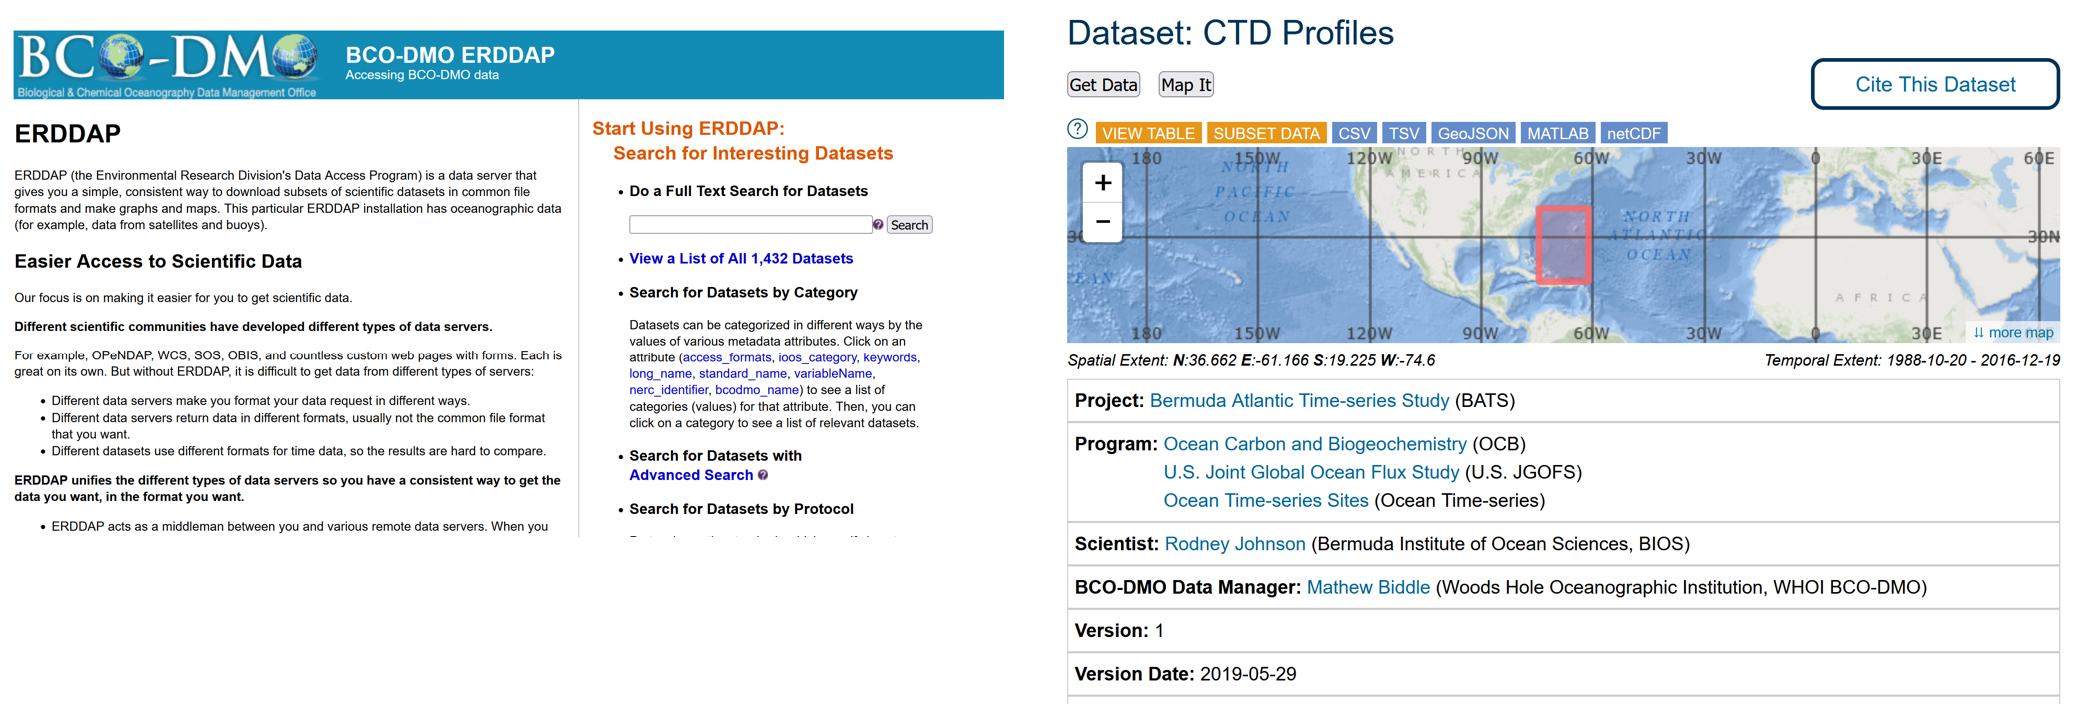 BCO-DMO
Biological & Chemical Oceanography Data Management Office
BCO-DMO ERDDAP
Accessing BCO-DMO data
ERDDAP
ERDDAP (the Environmental Research Division's Data Access Program) is a data server that
gives you a simple, consistent way to download subsets of scientific datasets in common file
formats and make graphs and maps. This particular ERDDAP installation has oceanographic data
(for example, data from satellites and buoys).
Easier Access to Scientific Data
Our focus is on making it easier for you to get scientific data.
Different scientific communities have developed different types of data servers.
For example, OPeNDAP, WCS, SOS, OBIS, and countless custom web pages with forms. Each is
great on its own. But without ERDDAP, it is difficult to get data from different types of servers:
• Different data servers make you format your data request in different ways.
• Different data servers return data in different formats, usually not the common file format
that you want.
• Different datasets use different formats for time data, so the results are hard to compare.
ERDDAP unifies the different types of data servers so you have a consistent way to get the
data you want, in the format you want.
• ERDDAP acts as a middleman between you and various remote data servers. When you
Start Using ERDDAP:
Search for Interesting Datasets
• Do a Full Text Search for Datasets
? Search
• View a List of All 1,432 Datasets
• Search for Datasets by Category
Datasets can be categorized in different ways by the
values of various metadata attributes. Click on an
attribute (access_formats, ioos_category, keywords,
long_name, standard_name, variableName,
nerc_identifier, bcodmo_name) to see a list of
categories (values) for that attribute. Then, you can
click on a category to see a list of relevant datasets.
• Search for Datasets with
Advanced Search ?
• Search for Datasets by Protocol
Dataset: CTD Profiles
Get Data Map It
Cite This Dataset
? VIEW TABLE SUBSET DATA CSV TSV GeoJSON MATLAB netCDF
180 150W 120W 90W 60W 30W 0 30E 60E
+
−
NORTH
PACIFIC
OCEAN
NORTH
AMERICA
NORTH
ATLANTIC
OCEAN
30N
AFRICA
180 150W 120W 90W 60W 30W 0 30E
⇊ more map
Spatial Extent: N:36.662 E:-61.166 S:19.225 W:-74.6
Temporal Extent: 1988-10-20 - 2016-12-19
Project: Bermuda Atlantic Time-series Study (BATS)
Program: Ocean Carbon and Biogeochemistry (OCB)
U.S. Joint Global Ocean Flux Study (U.S. JGOFS)
Ocean Time-series Sites (Ocean Time-series)
Scientist: Rodney Johnson (Bermuda Institute of Ocean Sciences, BIOS)
BCO-DMO Data Manager: Mathew Biddle (Woods Hole Oceanographic Institution, WHOI BCO-DMO)
Version: 1
Version Date: 2019-05-29